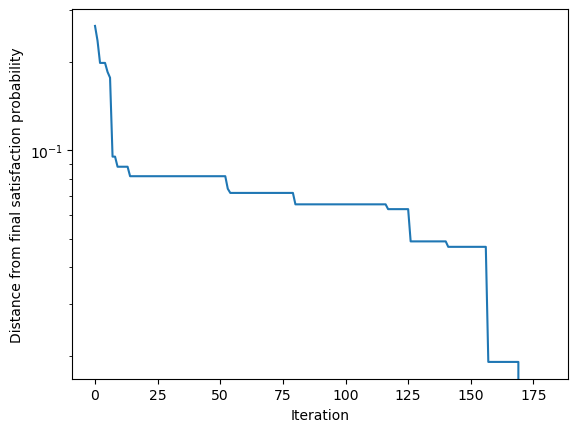 Distance from final satisfaction probability
10⁻¹
0 25 50 75 100 125 150 175
Iteration